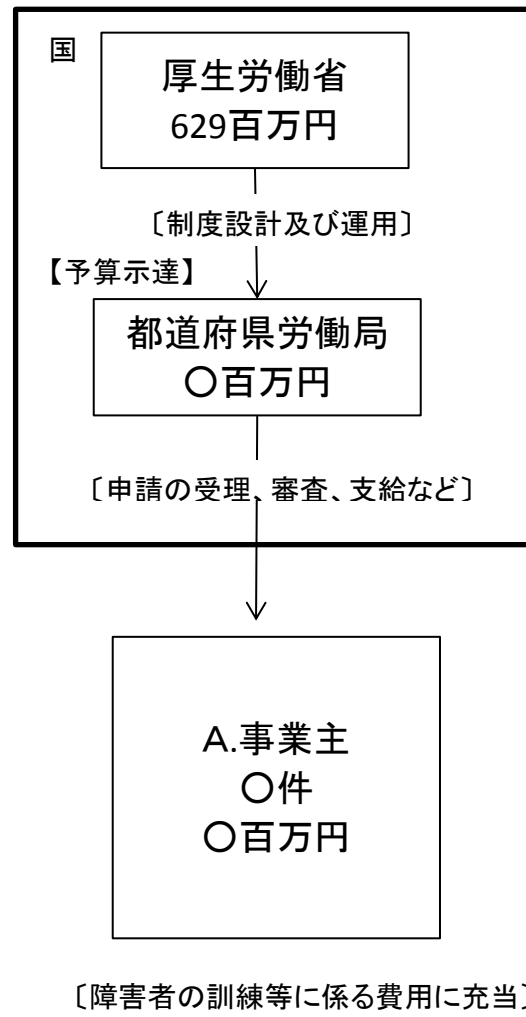 国
厚生労働省
629百万円
〔制度設計及び運用〕
【予算示達】
都道府県労働局
〇百万円
〔申請の受理、審査、支給など〕
A.事業主
〇件
〇百万円
〔障害者の訓練等に係る費用に充当〕